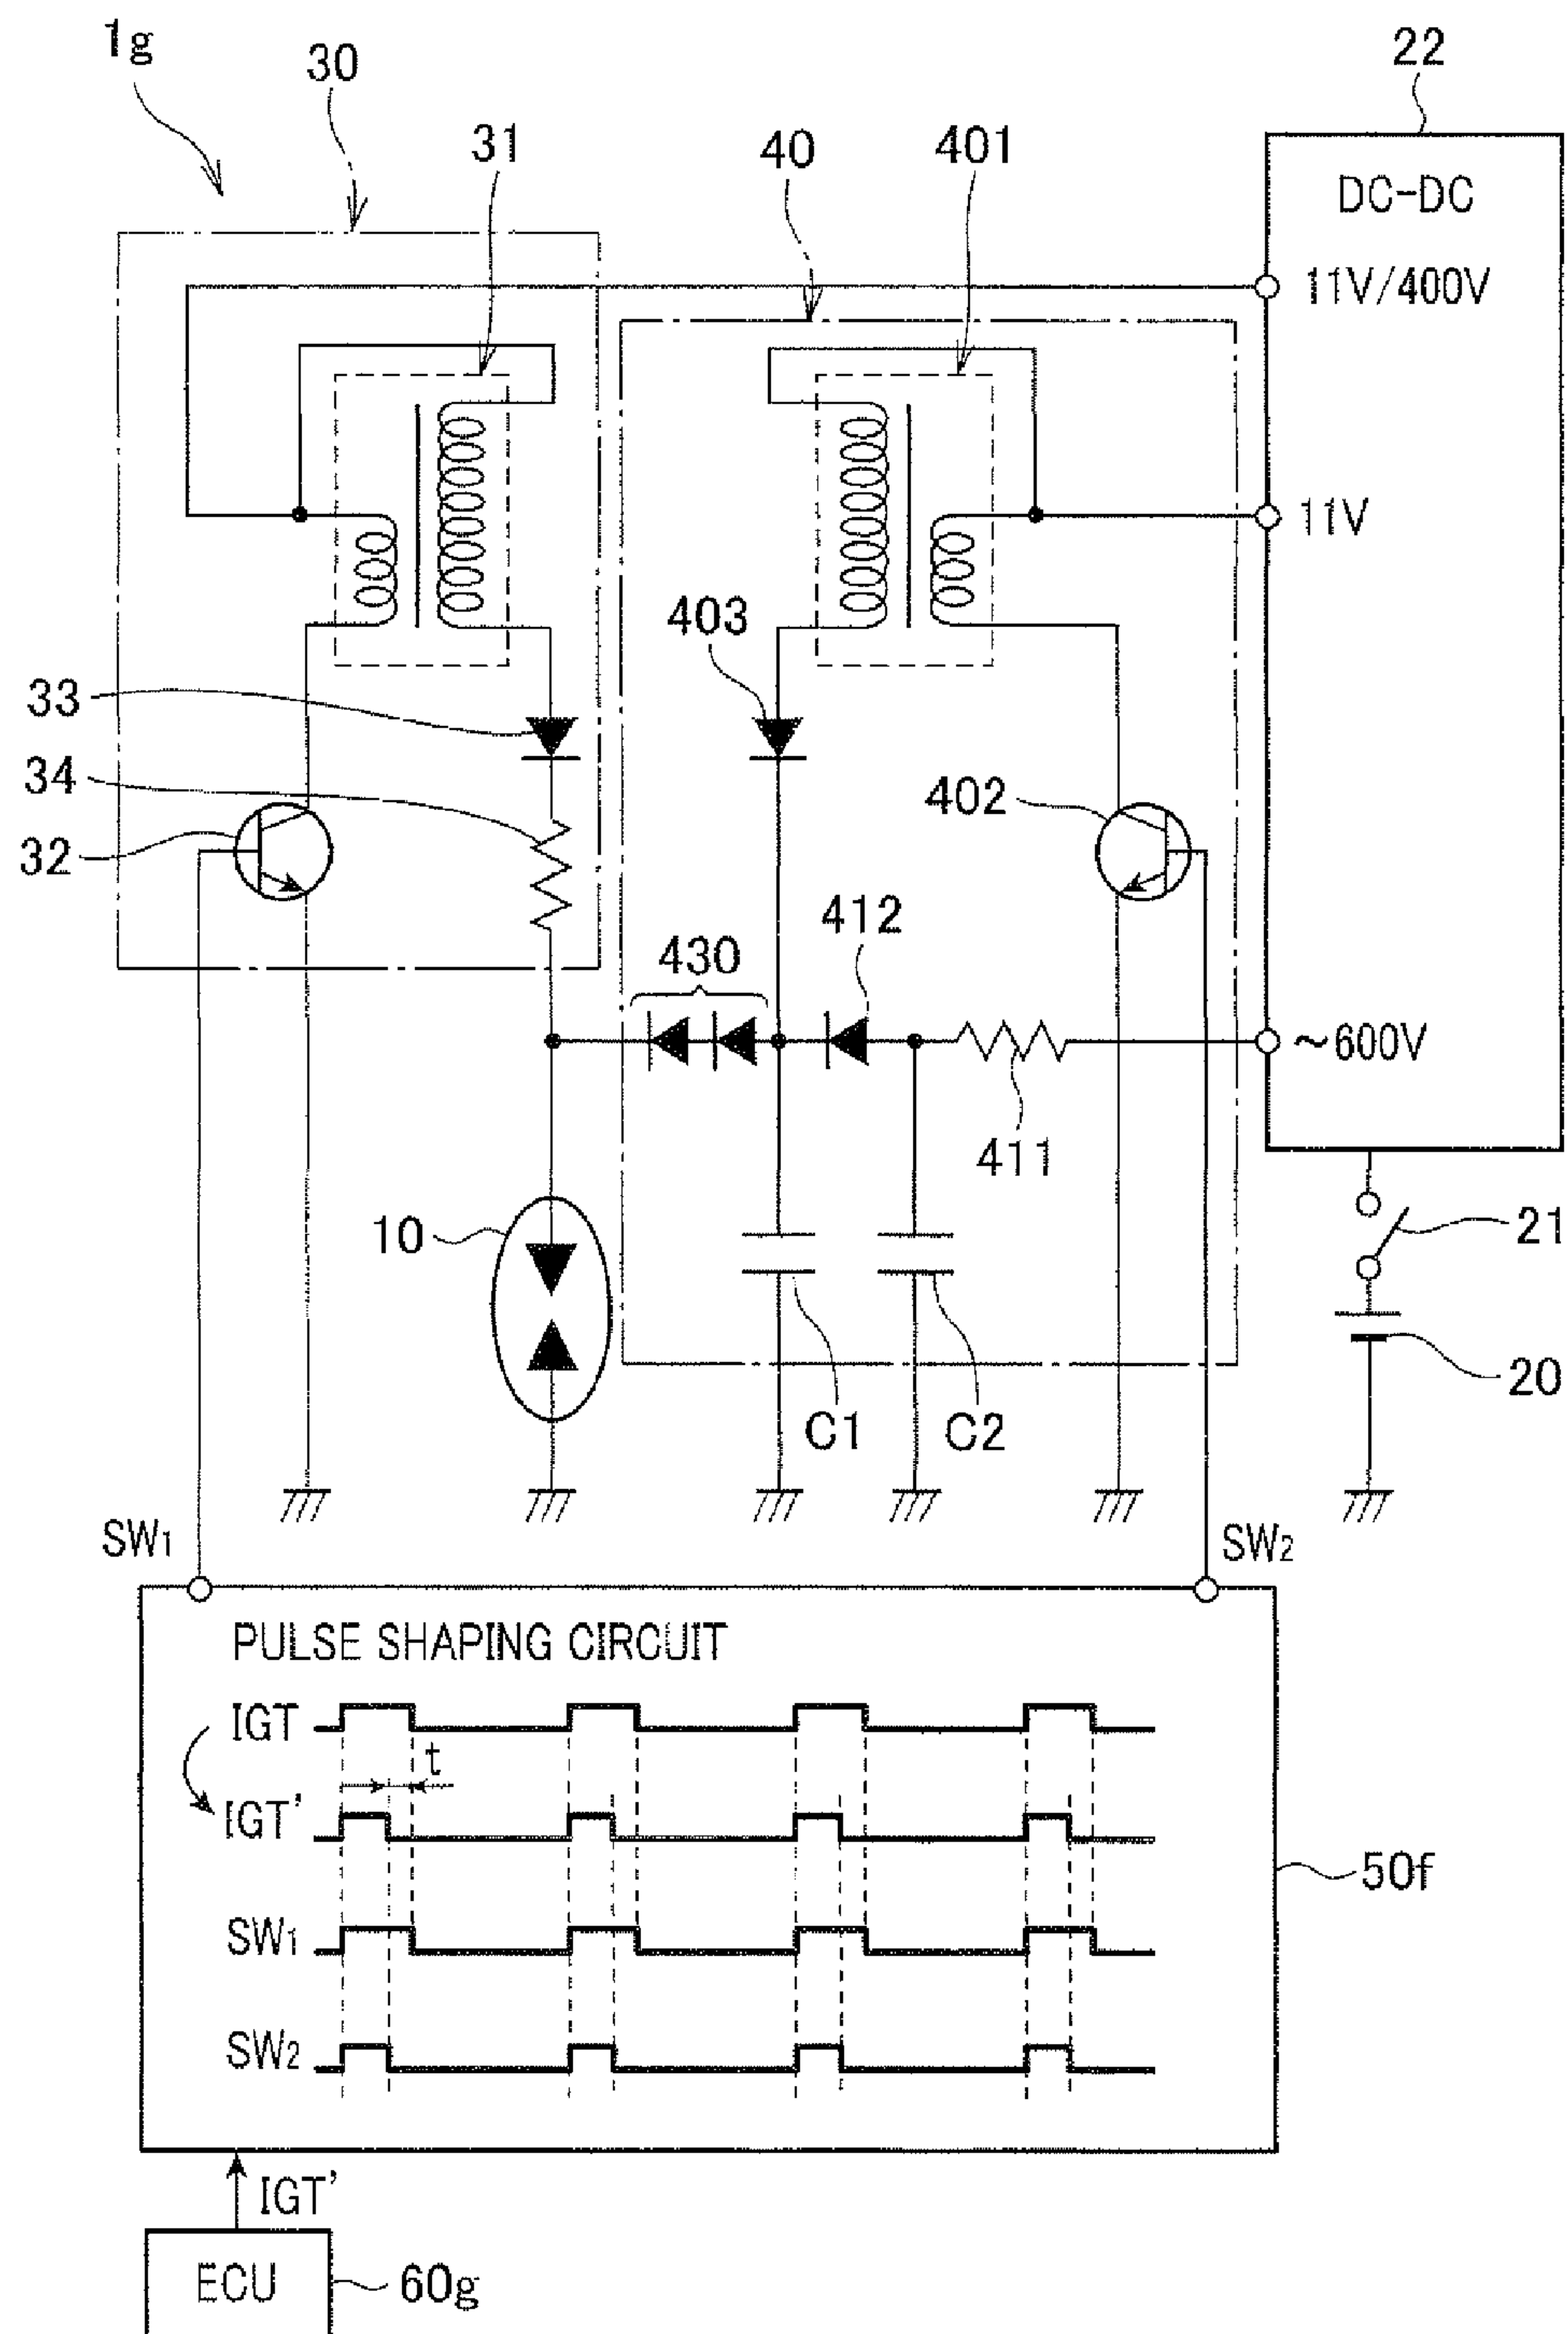 1g
30
31
40
401
22
DC-DC
11V/400V
11V
403
33
34
32
402
412
430
~600V
411
10
21
C1
C2
20
SW1
SW2
PULSE SHAPING CIRCUIT
IGT
t
IGT'
SW1
50f
SW2
IGT'
ECU
60g